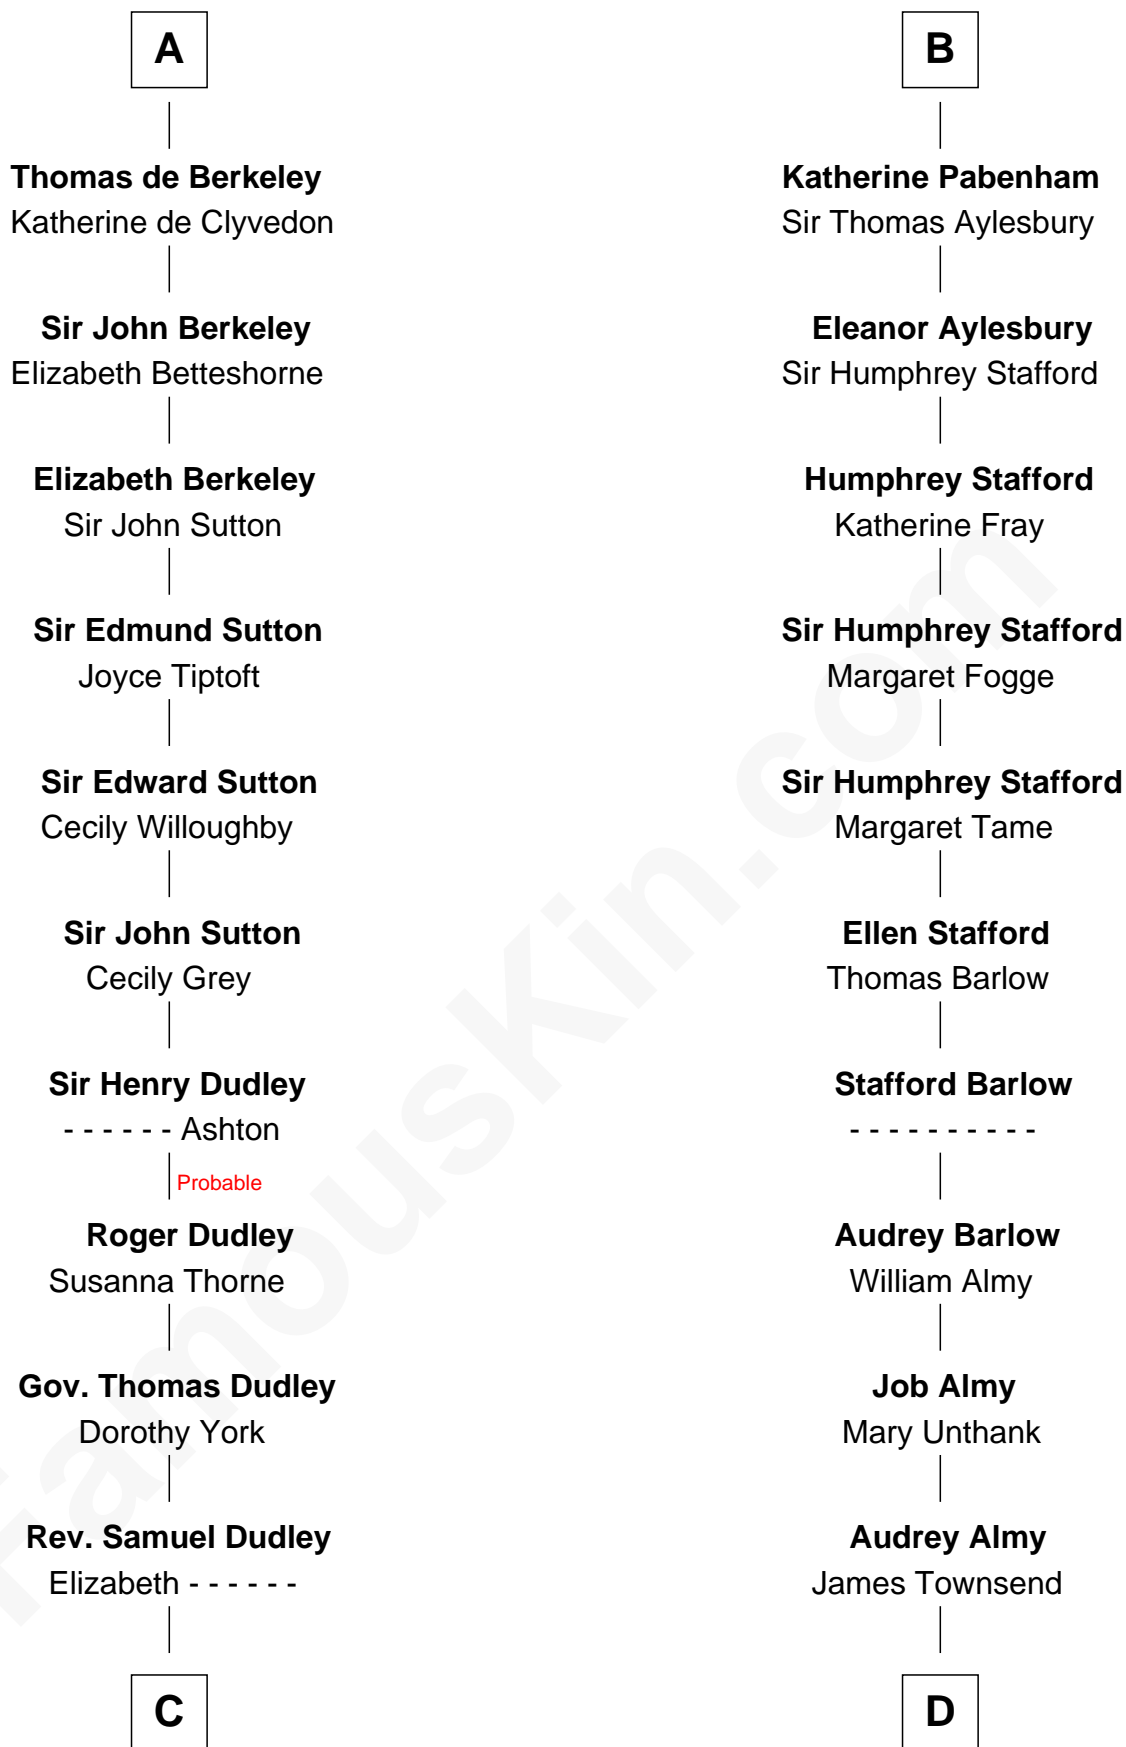 A
Thomas de Berkeley
Katherine de Clyvedon
Sir John Berkeley
Elizabeth Betteshorne
Elizabeth Berkeley
Sir John Sutton
Sir Edmund Sutton
Joyce Tiptoft
Sir Edward Sutton
Cecily Willoughby
Sir John Sutton
Cecily Grey
Sir Henry Dudley
- - - - - - Ashton
Probable
Roger Dudley
Susanna Thorne
Gov. Thomas Dudley
Dorothy York
Rev. Samuel Dudley
Elizabeth - - - - - -
C
B
Katherine Pabenham
Sir Thomas Aylesbury
Eleanor Aylesbury
Sir Humphrey Stafford
Humphrey Stafford
Katherine Fray
Sir Humphrey Stafford
Margaret Fogge
Sir Humphrey Stafford
Margaret Tame
Ellen Stafford
Thomas Barlow
Stafford Barlow
- - - - - - - - - -
Audrey Barlow
William Almy
Job Almy
Mary Unthank
Audrey Almy
James Townsend
D
FamousKin.com